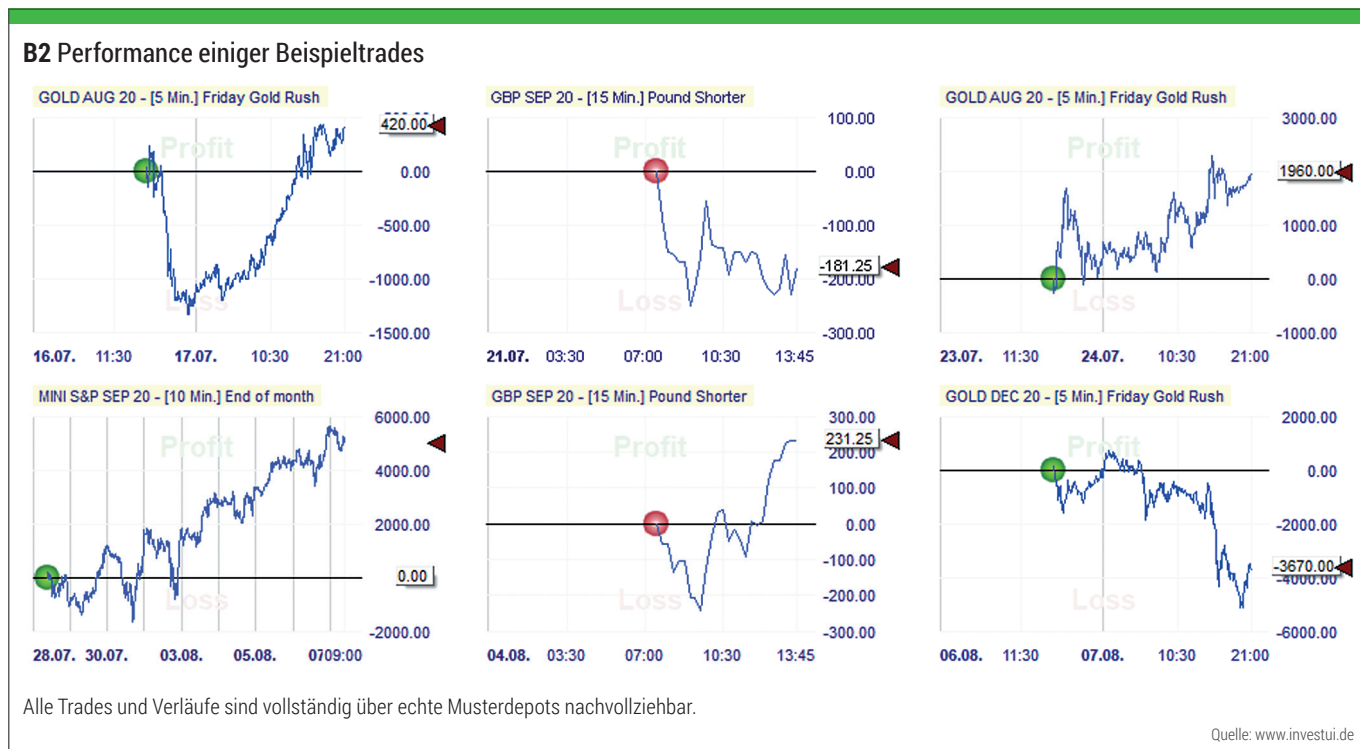 B2 Performance einiger Beispieltrades
GOLD AUG 20 - [5 Min.] Friday Gold Rush
420.00
Profit
0.00
-500.00
-1000.00
Loss
-1500.00
16.07. 11:30 17.07. 10:30 21:00
GBP SEP 20 - [15 Min.] Pound Shorter
100.00
Profit
0.00
-100.00
-181.25
-200.00
Loss
-300.00
21.07. 03:30 07:00 10:30 13:45
GOLD AUG 20 - [5 Min.] Friday Gold Rush
3000.00
Profit
1960.00
1000.00
0.00
Loss
-1000.00
23.07. 11:30 24.07. 10:30 21:00
MINI S&P SEP 20 - [10 Min.] End of month
6000.00
Profit
4000.00
2000.00
0.00
Loss
-2000.00
28.07. 30.07. 03.08. 05.08. 0709:00
GBP SEP 20 - [15 Min.] Pound Shorter
300.00
231.25
Profit
200.00
100.00
0.00
-100.00
Loss
-200.00
-300.00
04.08. 03:30 07:00 10:30 13:45
GOLD DEC 20 - [5 Min.] Friday Gold Rush
2000.00
Profit
0.00
-2000.00
-3670.00
-4000.00
Loss
-6000.00
06.08. 11:30 07.08. 10:30 21:00
Alle Trades und Verläufe sind vollständig über echte Musterdepots nachvollziehbar.
Quelle: www.investui.de